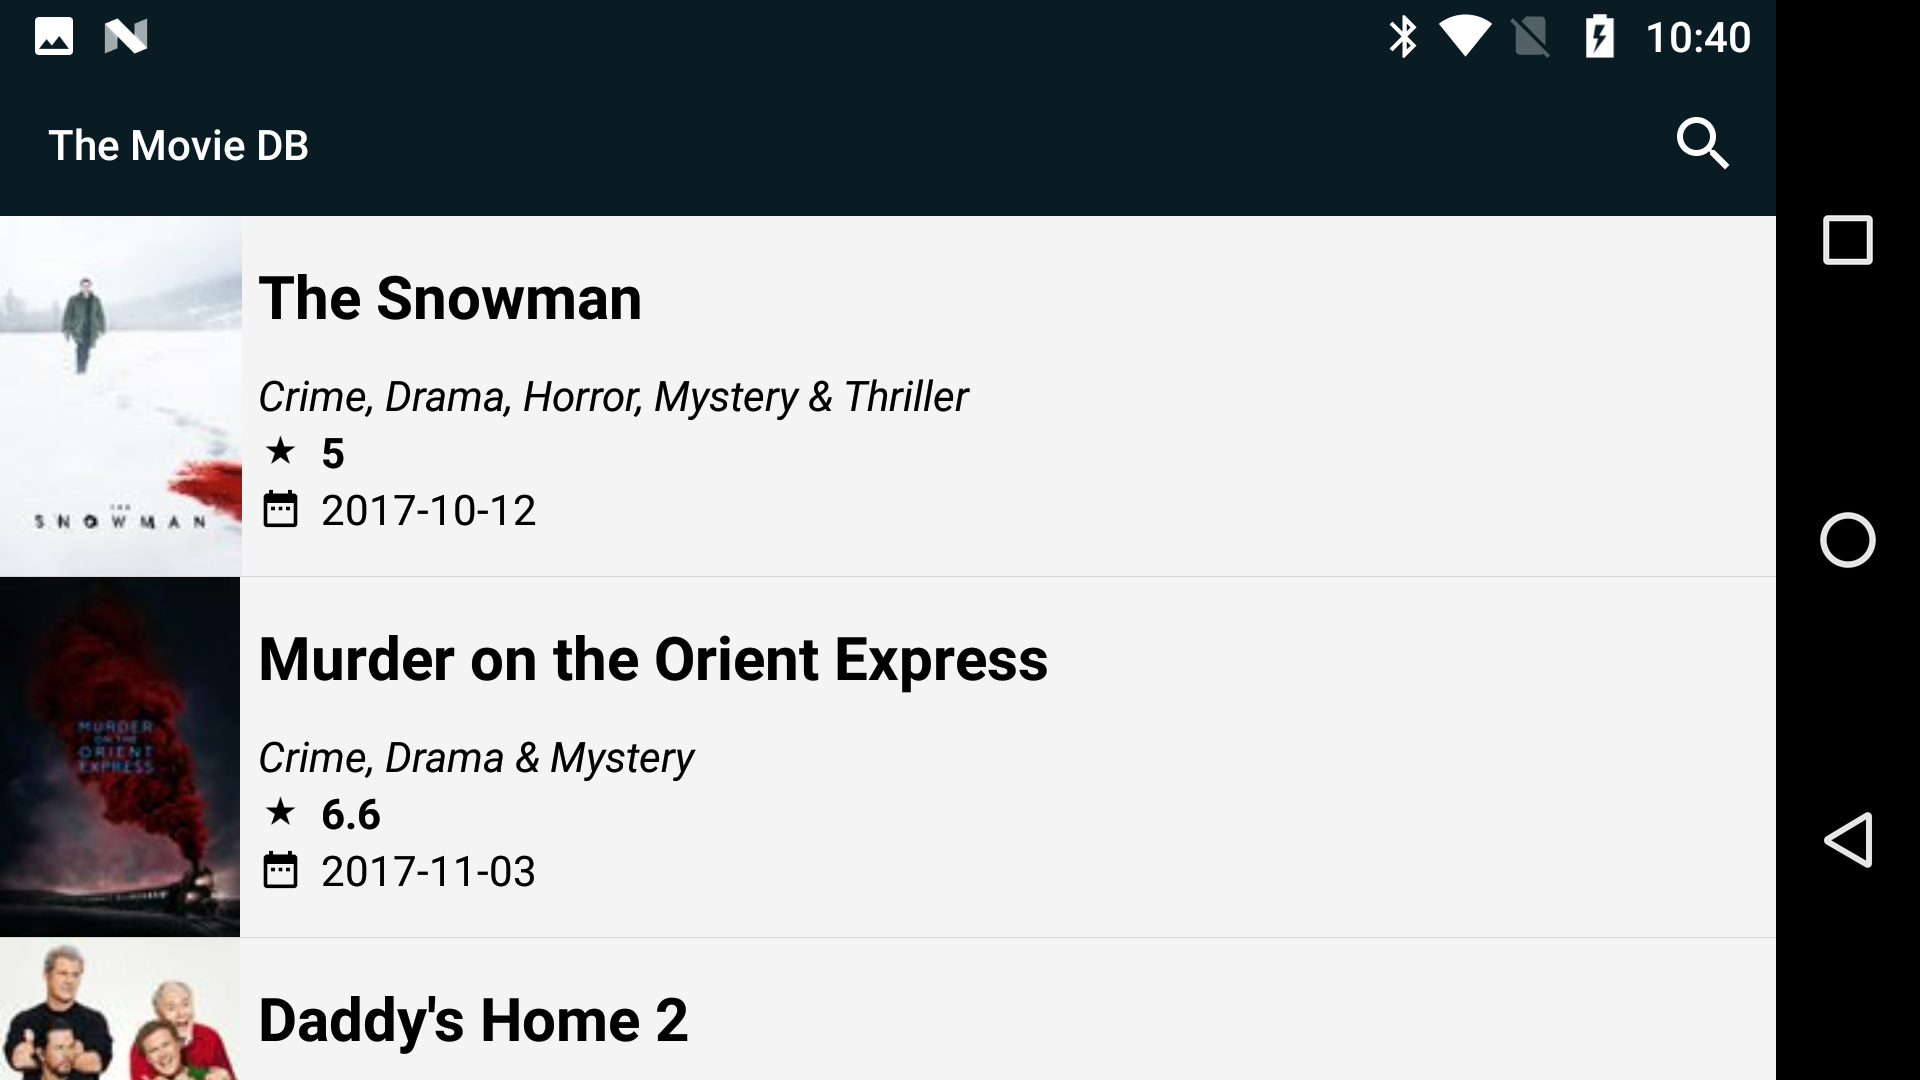 10:40
The Movie DB
The Snowman
Crime, Drama, Horror, Mystery & Thriller
★ 5
2017-10-12
THE
SNOWMAN
Murder on the Orient Express
Crime, Drama & Mystery
★ 6.6
2017-11-03
MURDER
ON THE
ORIENT
EXPRESS
Daddy's Home 2